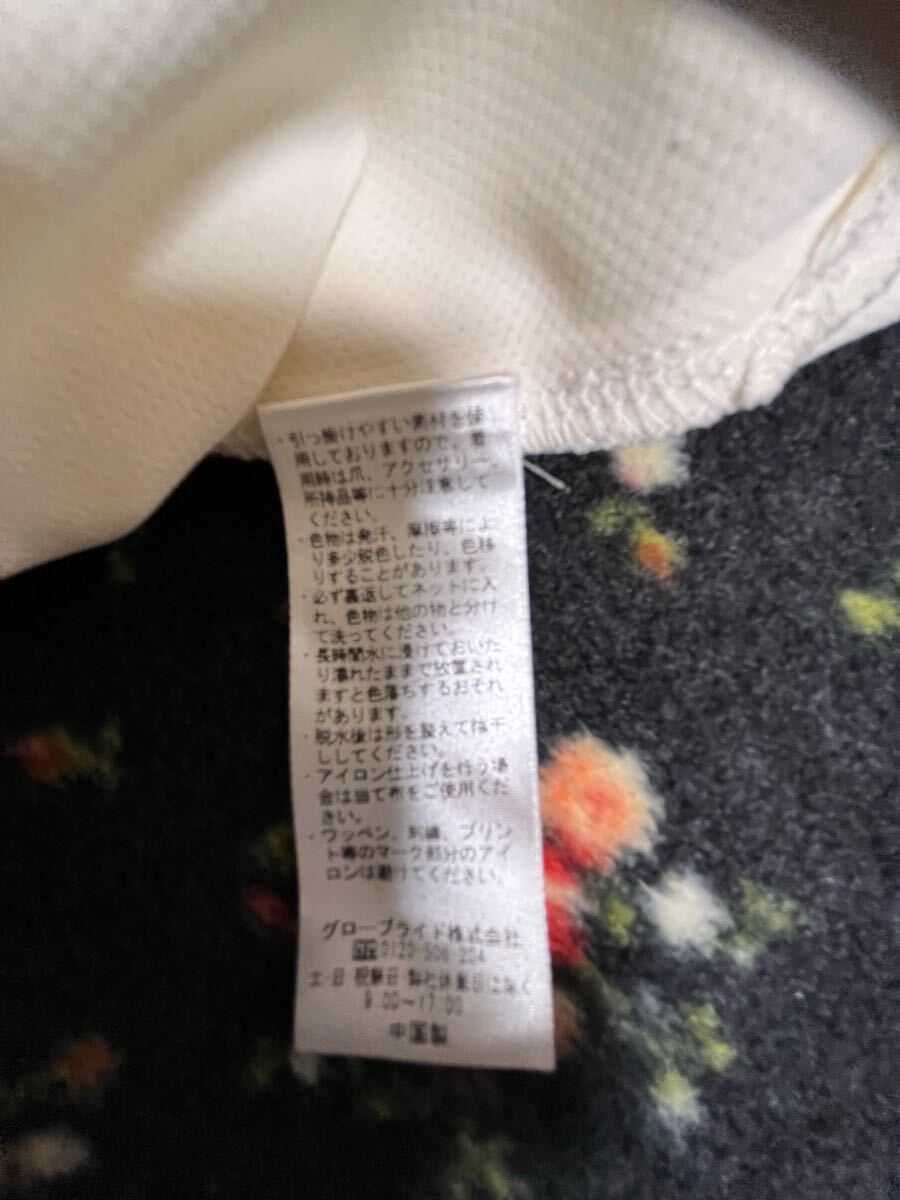 ・引っ掛けやすい素材を使
用しておりますので、着
用時は爪、アクセサリー、
所持品等に十分注意して
ください。
・色物は発汗、摩擦等によ
り多少脱色したり、色移
りすることがあります。
・必ず裏返してネットに入
れ、色物は他の物と分け
て洗ってください。
・長時間水に浸けておいた
り濡れたままで放置され
ますと色落ちするおそれ
があります。
・脱水後は形を整えて陰干
ししてください。
・アイロン仕上げを行う場
合は当て布をご使用くだ
さい。
・ワッペン、刺繍、プリン
ト等のマーク部分のアイ
ロンは避けてください。
グローブライド株式会社
0120-506-204
土・日 祝祭日 弊社休業日は除く
9:00～17:00
中国製